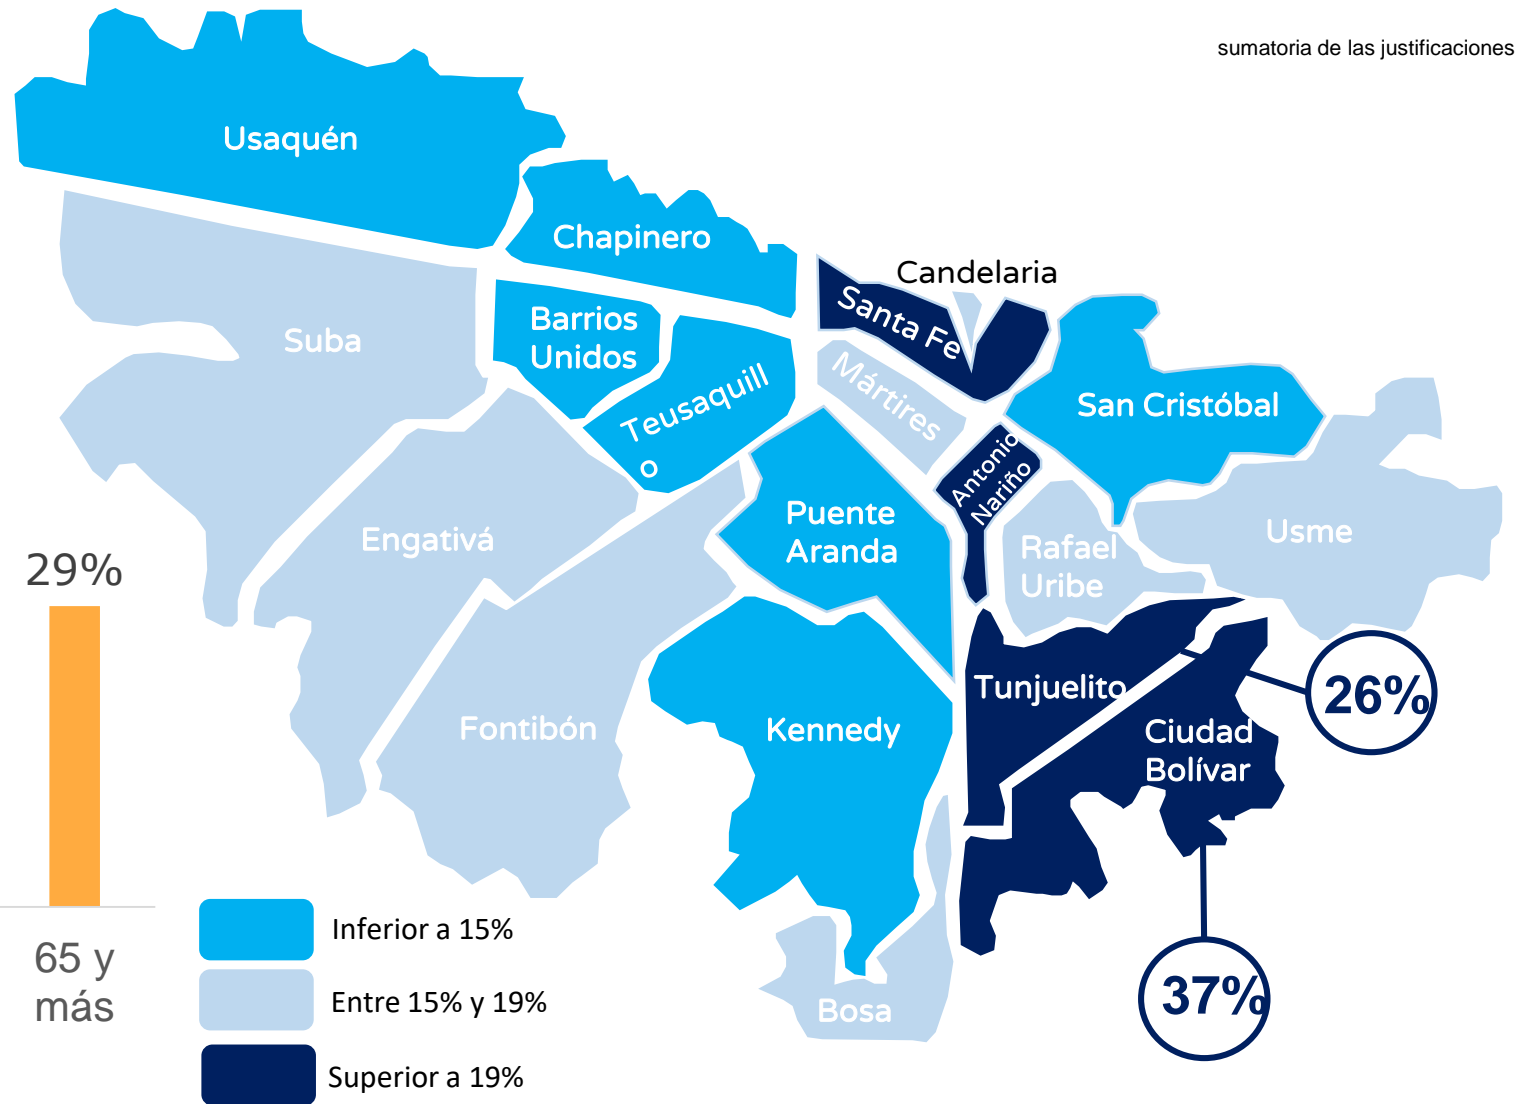 sumatoria de las justificaciones
Usaquén
Chapinero
Candelaria
Santa Fe
Barrios
Unidos
Suba
Teusaquill
o
Mártires
San Cristóbal
Antonio
Nariño
Puente
Aranda
Engativá
Rafael
Uribe
Usme
29%
Tunjuelito
26%
Fontibón
Kennedy
Ciudad
Bolívar
65 y
más
Inferior a 15%
Entre 15% y 19%
Superior a 19%
Bosa
37%